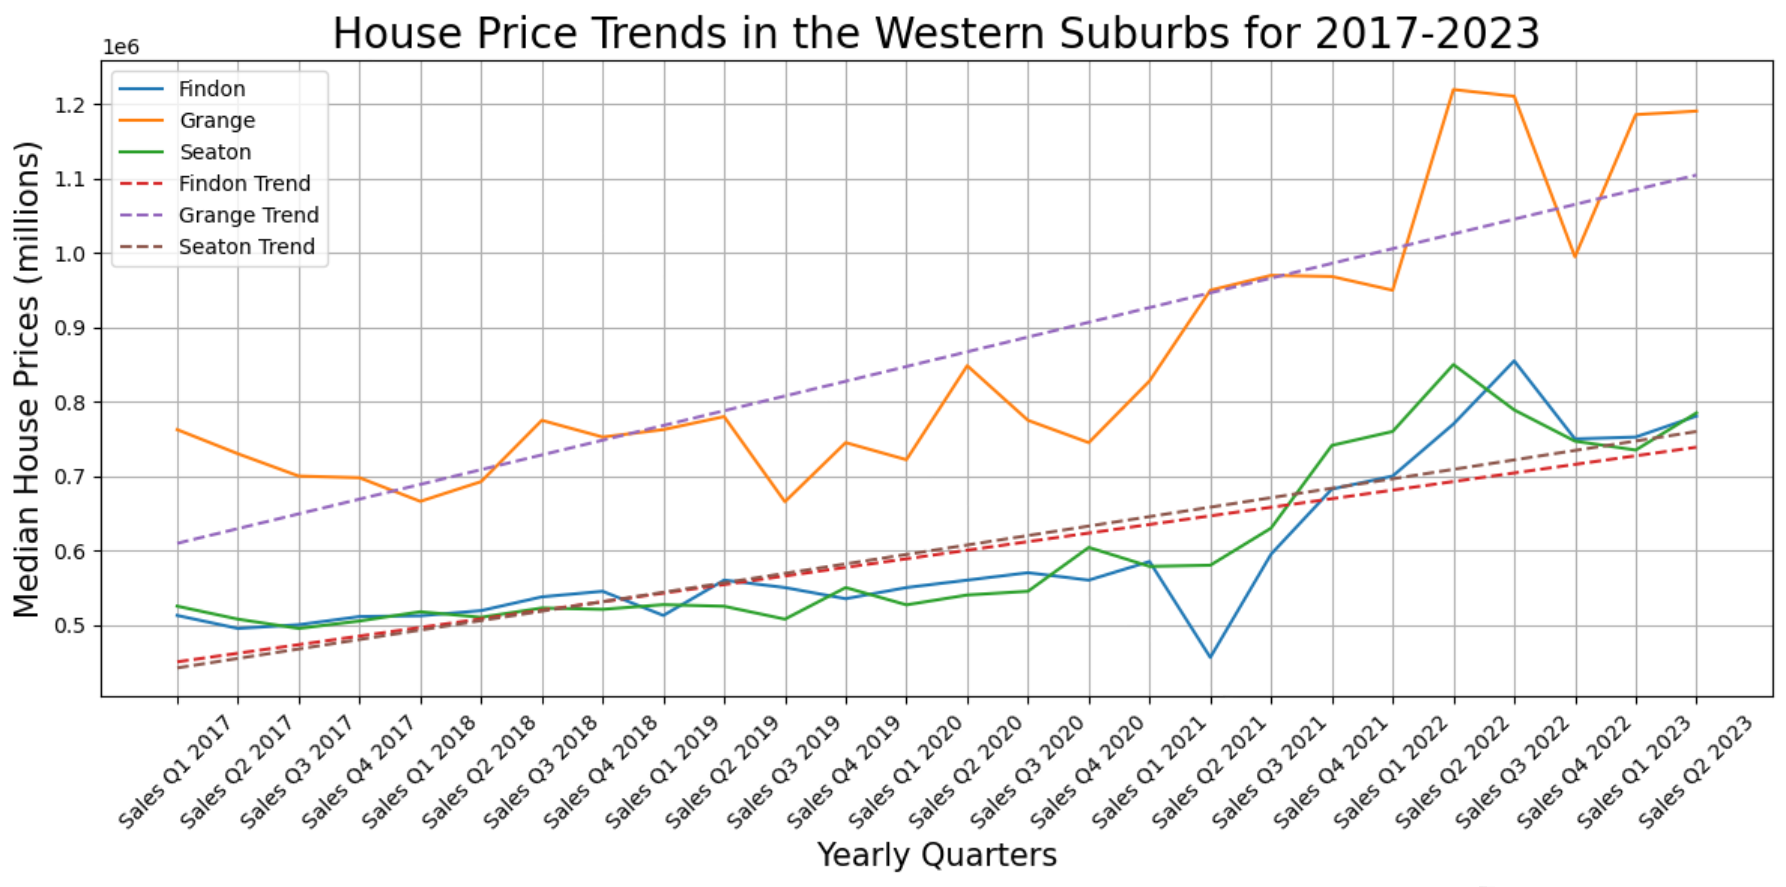 House Price Trends in the Western Suburbs for 2017-2023
1e6
Findon
Grange
Seaton
Findon Trend
Grange Trend
Seaton Trend
Median House Prices (millions)
1.2
1.1
1.0
0.9
0.8
0.7
0.6
0.5
Sales Q1 2017
Sales Q2 2017
Sales Q3 2017
Sales Q4 2017
Sales Q1 2018
Sales Q2 2018
Sales Q3 2018
Sales Q4 2018
Sales Q1 2019
Sales Q2 2019
Sales Q3 2019
Sales Q4 2019
Sales Q1 2020
Sales Q2 2020
Sales Q3 2020
Sales Q4 2020
Sales Q1 2021
Sales Q2 2021
Sales Q3 2021
Sales Q4 2021
Sales Q1 2022
Sales Q2 2022
Sales Q3 2022
Sales Q4 2022
Sales Q1 2023
Sales Q2 2023
Yearly Quarters